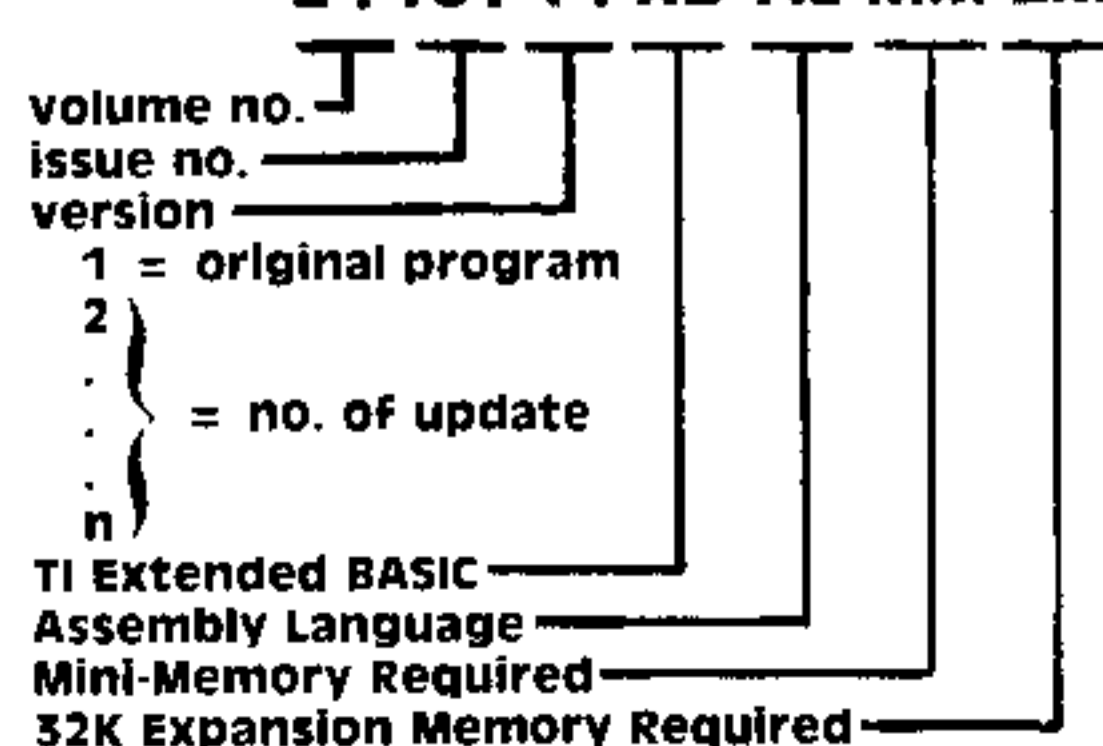 volume no.
issue no.
version
1 = original program
2
.
. = no. of update
.
n
TI Extended BASIC
Assembly Language
Mini-Memory Required
32K Expansion Memory Required